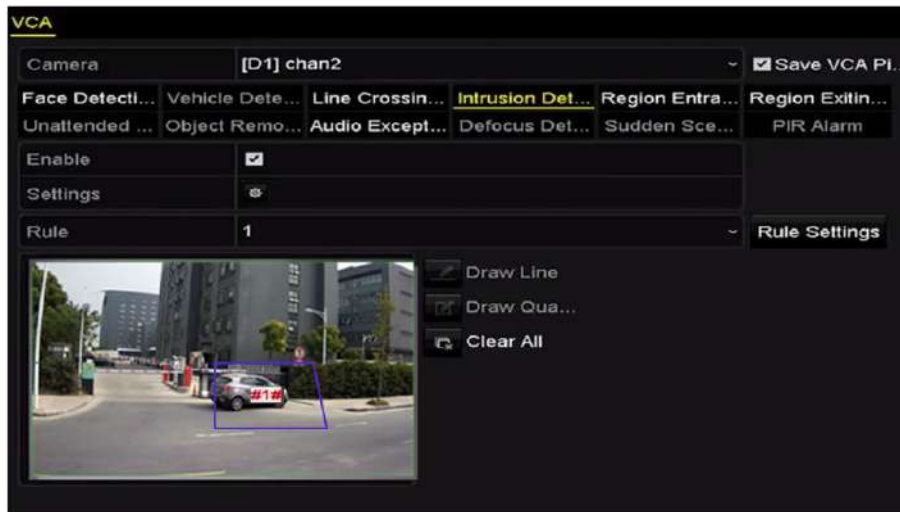 VCA
Camera [D1] chan2 Save VCA Pi...
Face Detecti... Vehicle Dete... Line Crossin... Intrusion Det... Region Entra... Region Exitin...
Unattended ... Object Remo... Audio Except... Defocus Det... Sudden Sce... PIR Alarm
Enable
Settings
Rule 1 Rule Settings
Draw Line
Draw Qua...
Clear All
#1#